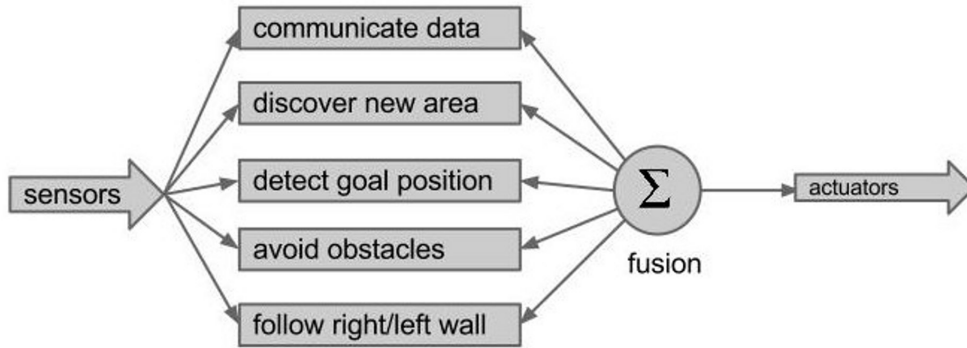 communicate data
discover new area
sensors
detect goal position
Σ
actuators
avoid obstacles
fusion
follow right/left wall